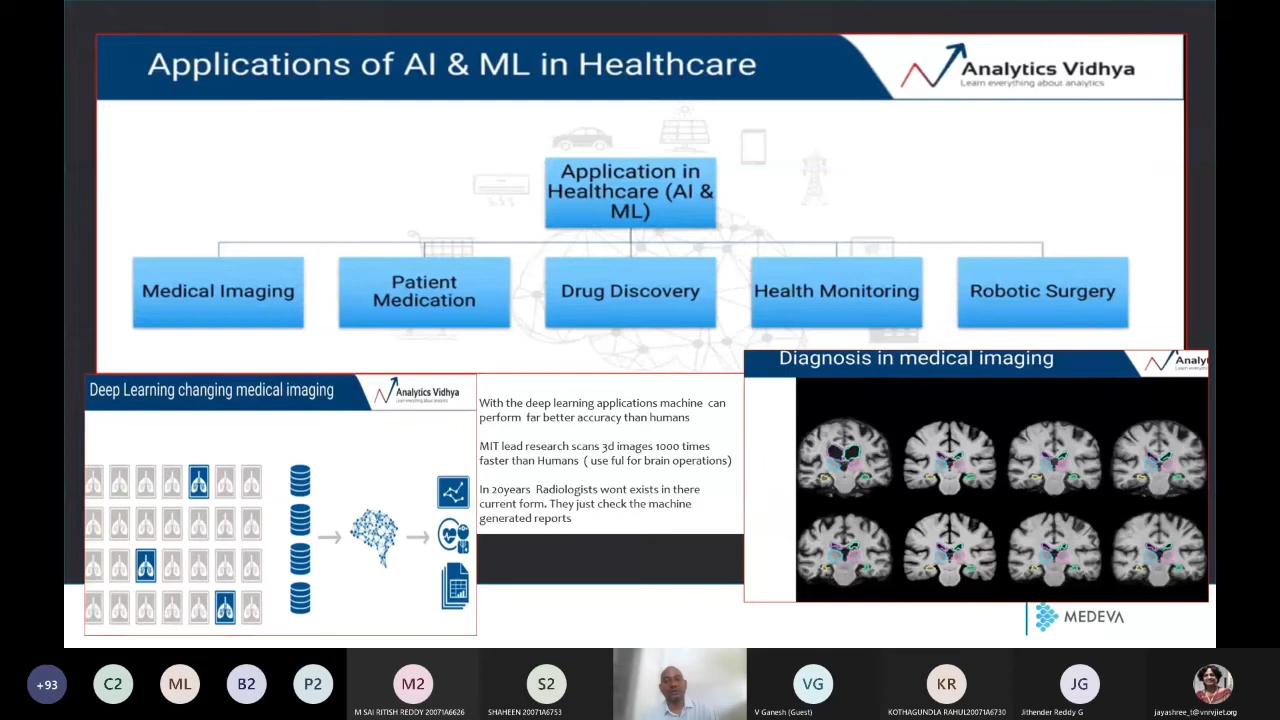 Applications of AI & ML in Healthcare
Analytics Vidhya
Learn everything about analytics
Application in
Healthcare (AI &
ML)
Medical Imaging
Patient
Medication
Drug Discovery
Health Monitoring
Robotic Surgery
Deep Learning changing medical imaging
Analytics Vidhya
Learn everything about analytics
With the deep learning applications machine can
perform far better accuracy than humans
MIT lead research scans 3d images 1000 times
faster than Humans ( use ful for brain operations)
In 20years Radiologists wont exists in there
current form. They just check the machine
generated reports
Diagnosis in medical imaging
Analy
MEDEVA
+93
C2
ML
B2
P2
M2
M SAI RITISH REDDY 20071A6626
S2
SHAHEEN 20071A6753
VG
V Ganesh (Guest)
KR
KOTHAGUNDLA RAHUL20071A6730
JG
Jithender Reddy G
jayashree_t@vnrvjiet.org